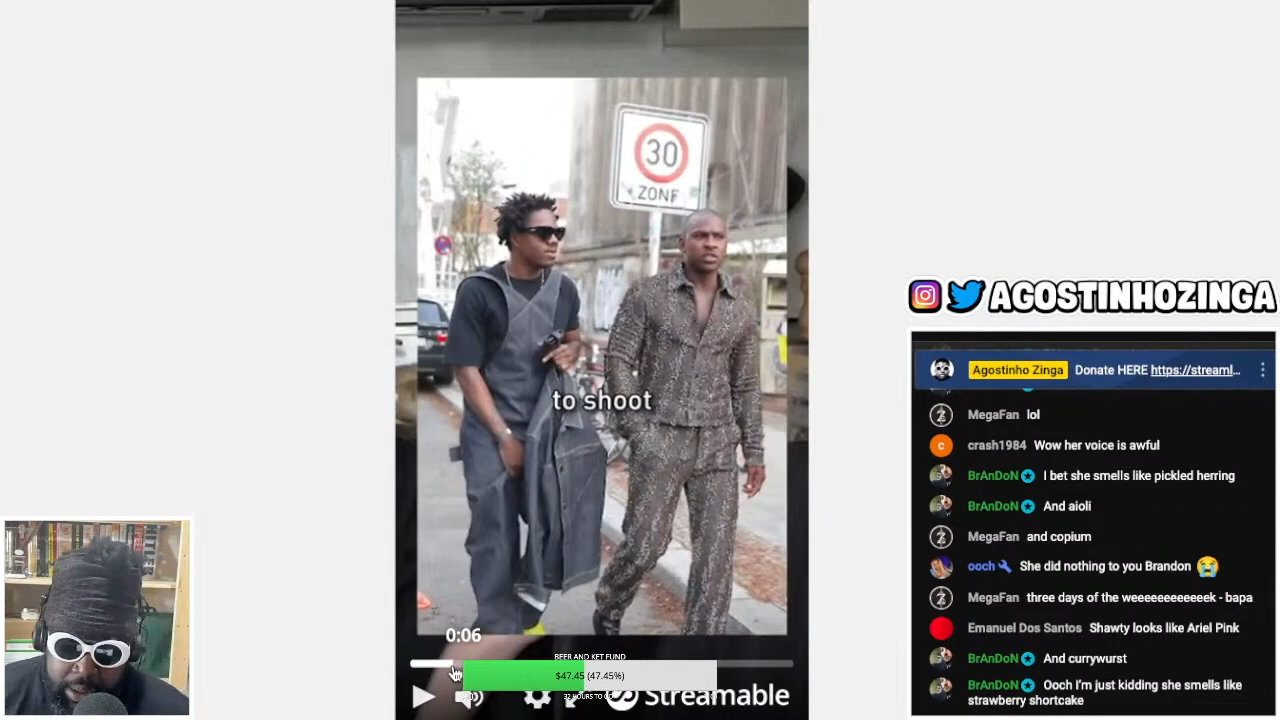 30
ZONE
to shoot
0:06
BEER AND KET FUND
$47.45 (47.45%)
Streamable
AGOSTINHOZINGA
Agostinho Zinga Donate HERE https://streaml...
MegaFan lol
crash1984 Wow her voice is awful
BrAnDoN I bet she smells like pickled herring
BrAnDoN And aioli
MegaFan and copium
ooch She did nothing to you Brandon
MegaFan three days of the weeeeeeeeeeek - bapa
Emanuel Dos Santos Shawty looks like Ariel Pink
BrAnDoN And currywurst
BrAnDoN Ooch I'm just kidding she smells like
strawberry shortcake